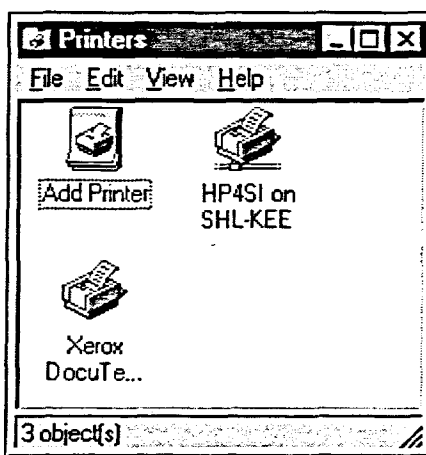 Printers
File Edit View Help
Add Printer
HP4SI on
SHL-KEE
Xerox
DocuTe...
3 object(s)